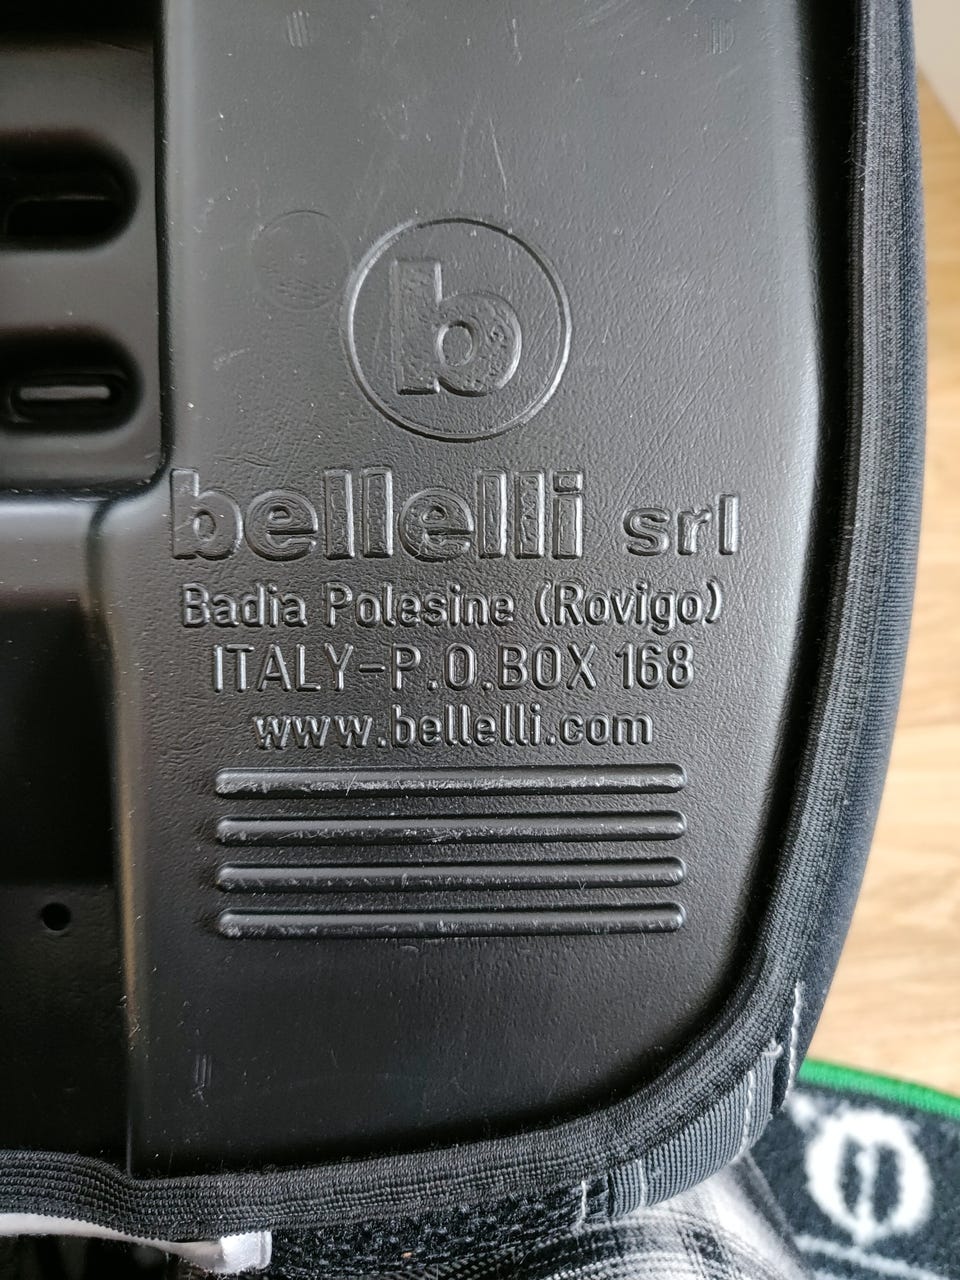 b
bellelli srl
Badia Polesine (Rovigo)
ITALY-P.O.BOX 168
www.bellelli.com